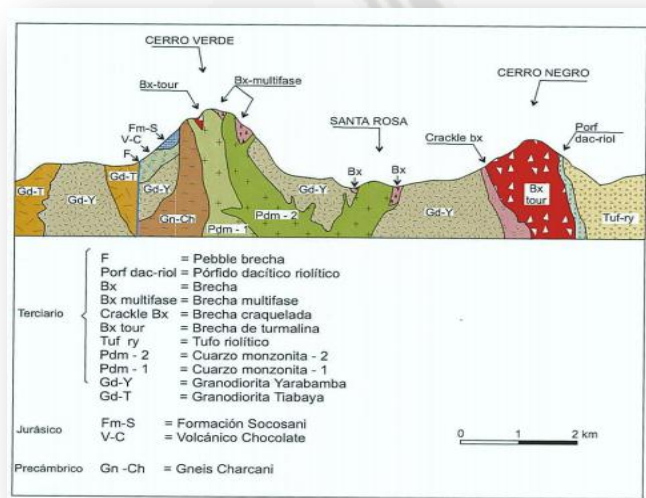 CERRO VERDE
Bx-tour
Bx-multifase
CERRO NEGRO
Fm-S
V-C
F
SANTA ROSA
Crackle bx
Porf
dac-riol
Bx
Bx
Gd-T
Gd-Y
Gd-T
Gd-Y
Gn-Ch
Pdm - 1
Pdm - 2
Gd-Y
Gd-Y
Bx
tour
Tuf-ry
Terciario
F = Pebble brecha
Porf dac-riol = Pórfido dacítico riolítico
Bx = Brecha
Bx multifase = Brecha multifase
Crackle Bx = Brecha craquelada
Bx tour = Brecha de turmalina
Tuf ry = Tufo riolítico
Pdm - 2 = Cuarzo monzonita - 2
Pdm - 1 = Cuarzo monzonita - 1
Gd-Y = Granodiorita Yarabamba
Gd-T = Granodiorita Tiabaya
Jurásico
Fm-S = Formación Socosani
V-C = Volcánico Chocolate
0 1 2 km
Precámbrico Gn -Ch = Gneis Charcani